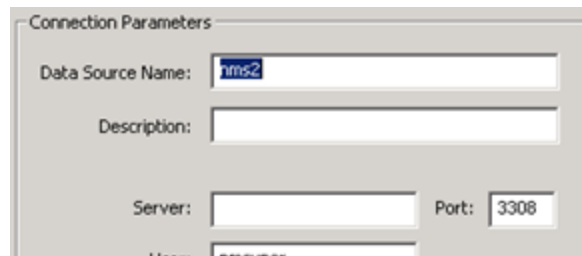 Connection Parameters
Data Source Name: nms2
Description:
Server: Port: 3308